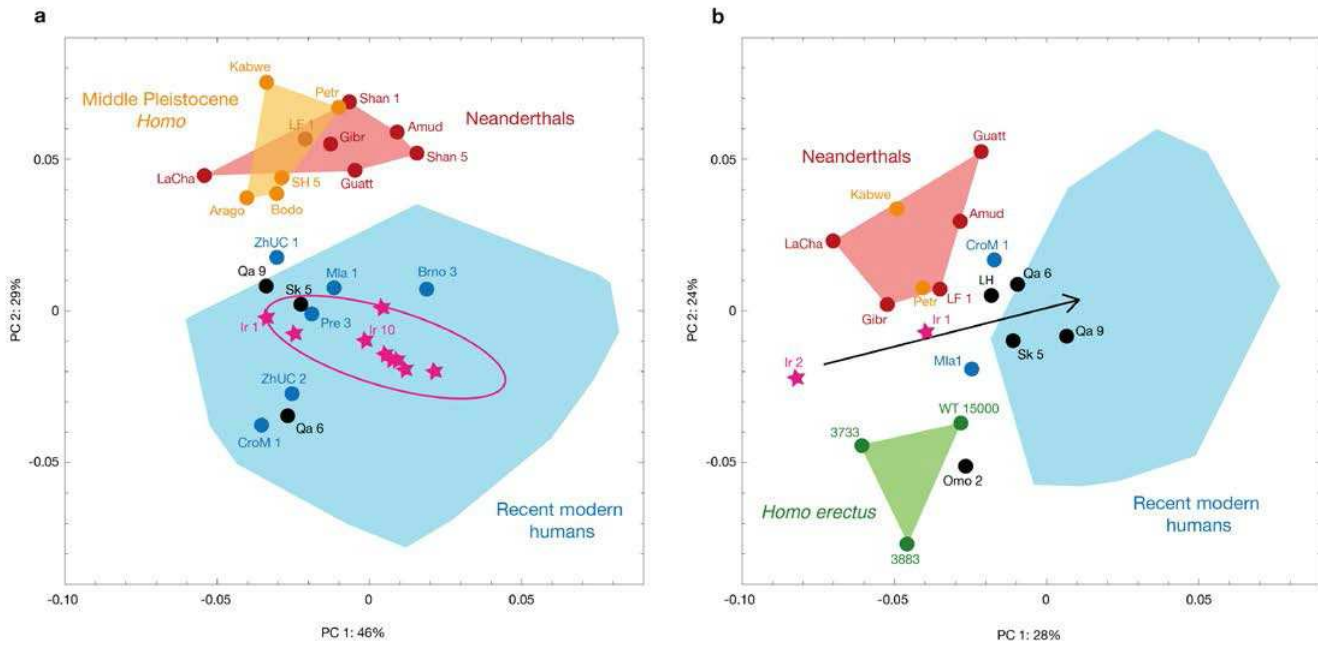 a
Kabwe
Middle Pleistocene
Homo
Petr
Shan 1
Neanderthals
LF 1
Gibr
Amud
Shan 5
LaCha
SH 5
Guatt
Arago
Bodo
ZhUC 1
Qa 9
Mla 1
Brno 3
Sk 5
Ir 1
Pre 3
Ir 10
ZhUC 2
Qa 6
CroM 1
Recent modern
humans
0.05
0
-0.05
PC 2: 29%
-0.10
-0.05
0
0.05
PC 1: 46%
b
Guatt
Neanderthals
Kabwe
Amud
LaCha
CroM 1
Qa 6
LH
Petr
LF 1
Gibr
Ir 1
Qa 9
Sk 5
Ir 2
Mla1
WT 15000
3733
Omo 2
Homo erectus
3883
Recent modern
humans
0.05
0
-0.05
PC 2: 24%
-0.10
-0.05
0
0.05
PC 1: 28%